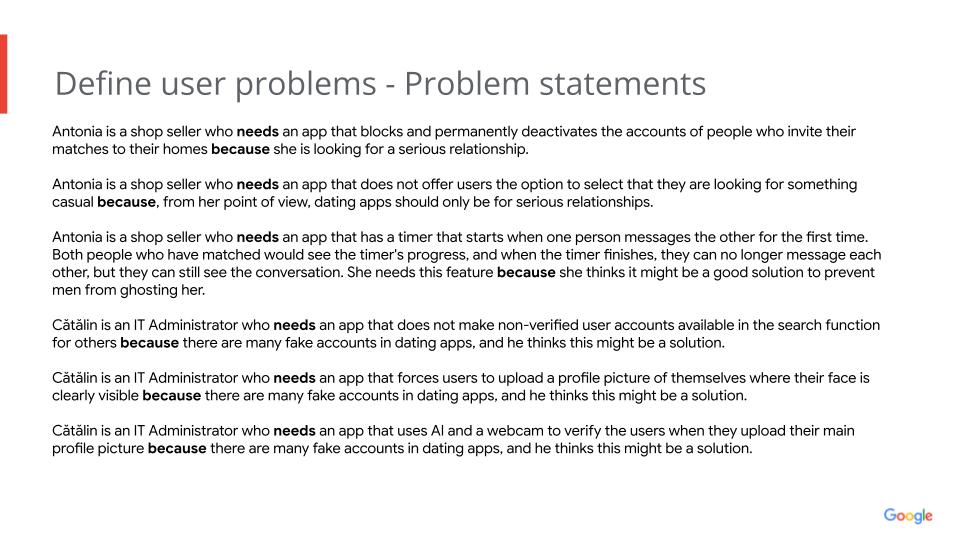 Define user problems - Problem statements
Antonia is a shop seller who needs an app that blocks and permanently deactivates the accounts of people who invite their
matches to their homes because she is looking for a serious relationship.
Antonia is a shop seller who needs an app that does not offer users the option to select that they are looking for something
casual because, from her point of view, dating apps should only be for serious relationships.
Antonia is a shop seller who needs an app that has a timer that starts when one person messages the other for the first time.
Both people who have matched would see the timer's progress, and when the timer finishes, they can no longer message each
other, but they can still see the conversation. She needs this feature because she thinks it might be a good solution to prevent
men from ghosting her.
Cătălin is an IT Administrator who needs an app that does not make non-verified user accounts available in the search function
for others because there are many fake accounts in dating apps, and he thinks this might be a solution.
Cătălin is an IT Administrator who needs an app that forces users to upload a profile picture of themselves where their face is
clearly visible because there are many fake accounts in dating apps, and he thinks this might be a solution.
Cătălin is an IT Administrator who needs an app that uses AI and a webcam to verify the users when they upload their main
profile picture because there are many fake accounts in dating apps, and he thinks this might be a solution.
Google